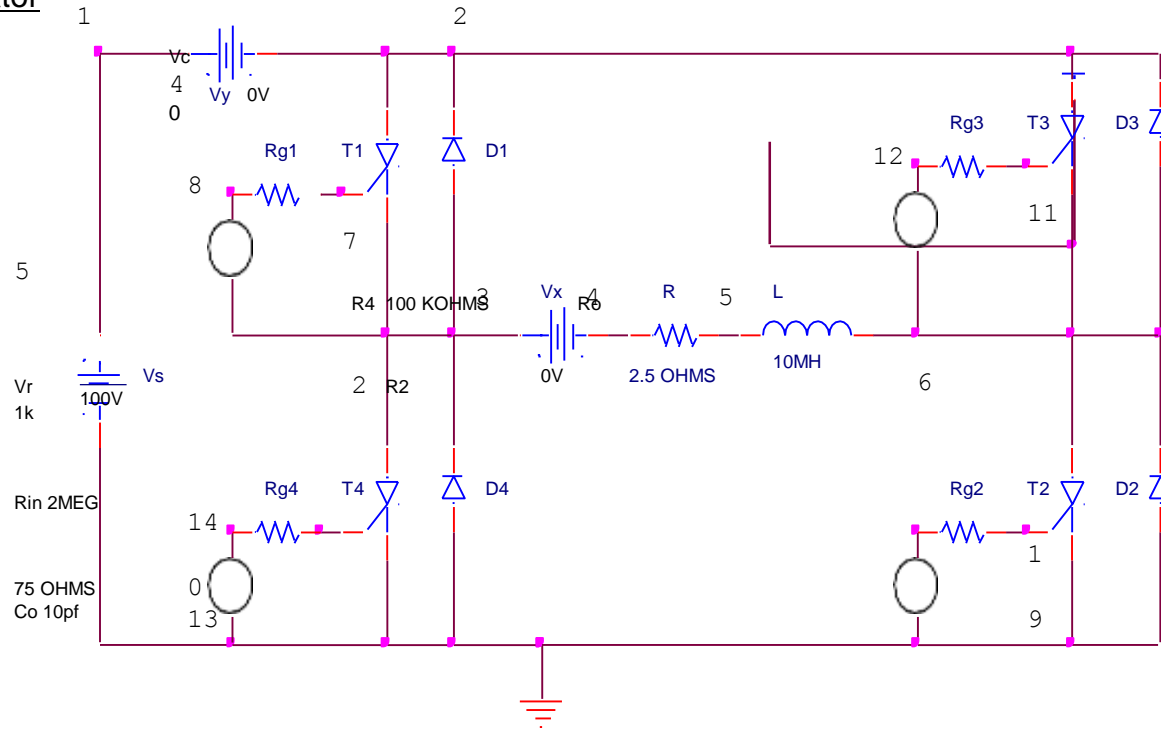 1 2
Vc
4
0
Vy 0V
Rg1 T1 D1
Rg3 T3 D3
12
8
11
7
5
R4 100 KOHMS
3 Vx 4 Ro R 5 L
0V 2.5 OHMS 10MH
Vr
1k
Vs
100V
2 R2
6
Rg4 T4 D4
Rg2 T2 D2
Rin 2MEG
14
1
75 OHMS
Co 10pf
0
13
9